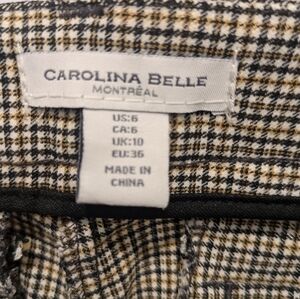 CAROLINA BELLE
MONTRÉAL
US:6
CA:6
UK:10
EU:36
MADE IN
CHINA